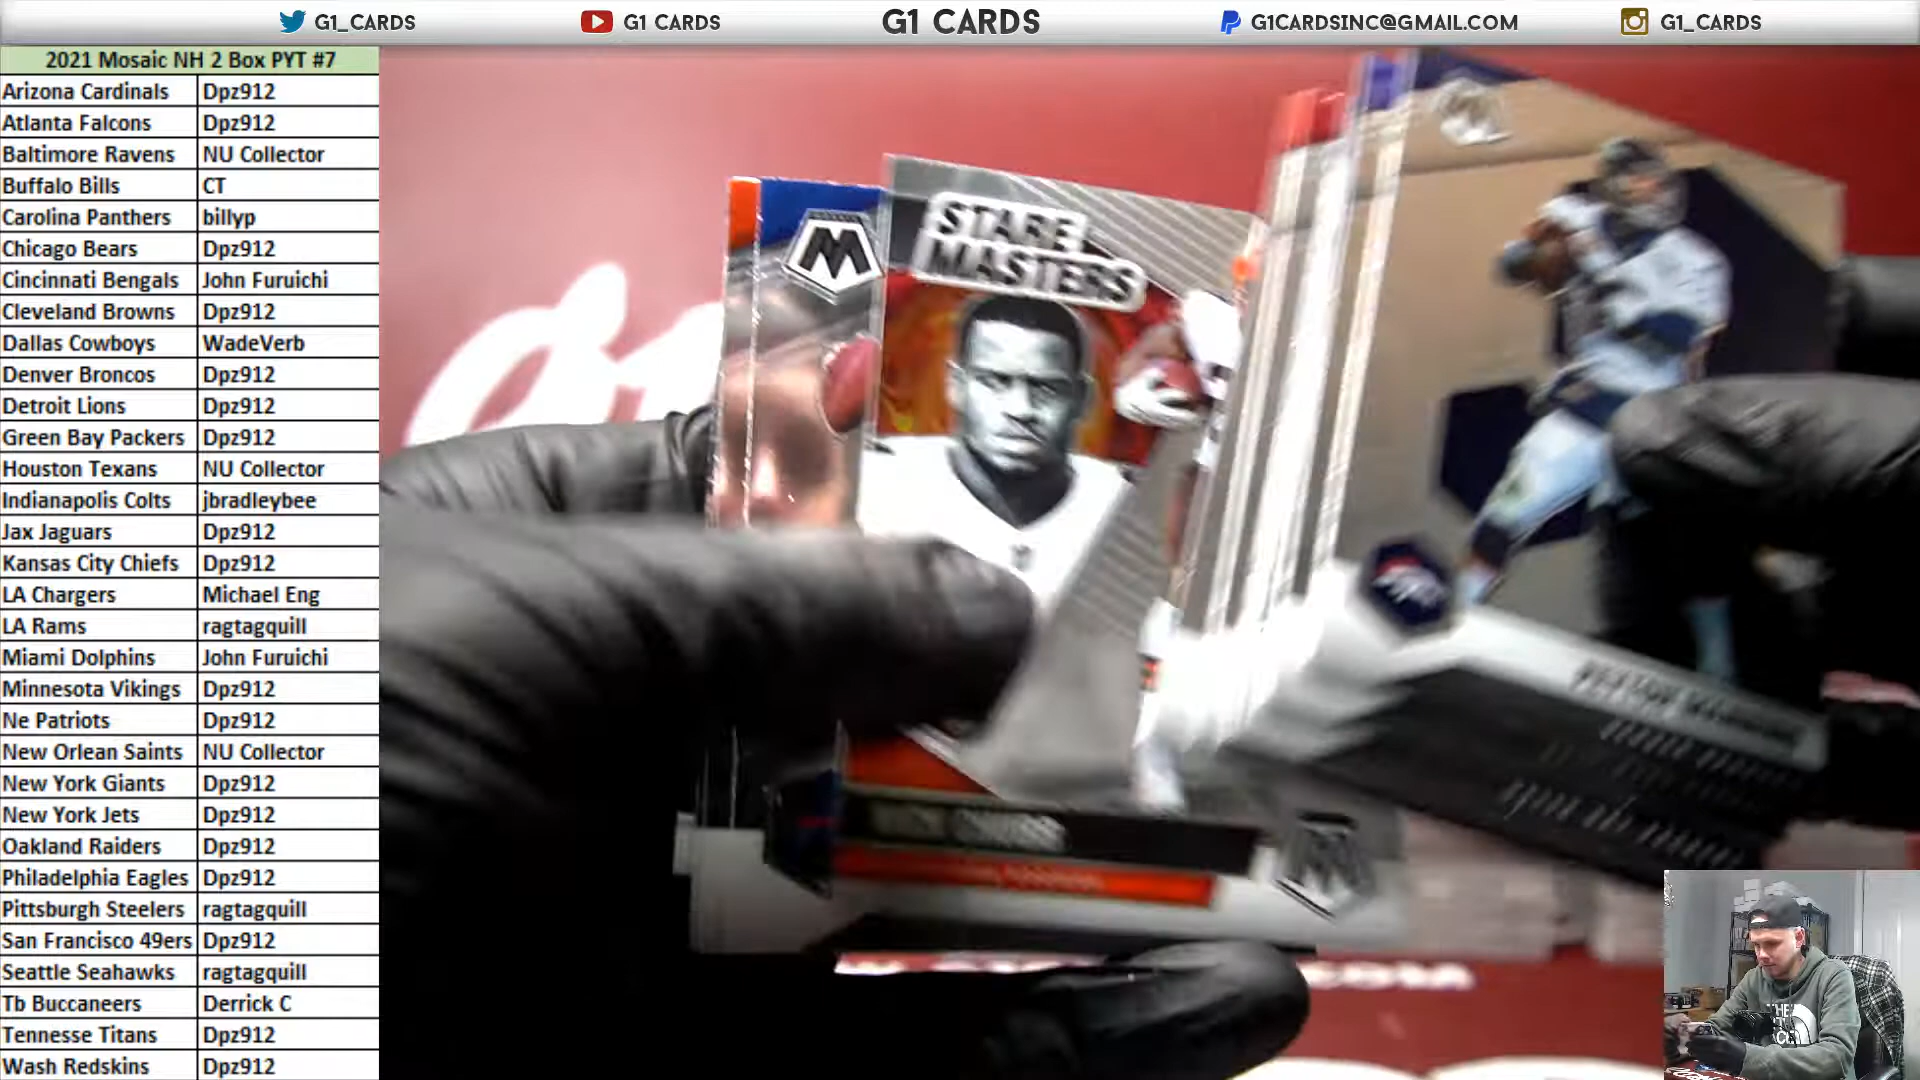 G1_CARDS
G1 CARDS
G1 CARDS
G1CARDSINC@GMAIL.COM
G1_CARDS
2021 Mosaic NH 2 Box PYT #7
Arizona Cardinals Dpz912
Atlanta Falcons Dpz912
Baltimore Ravens NU Collector
Buffalo Bills CT
Carolina Panthers billyp
Chicago Bears Dpz912
Cincinnati Bengals John Furuichi
Cleveland Browns Dpz912
Dallas Cowboys WadeVerb
Denver Broncos Dpz912
Detroit Lions Dpz912
Green Bay Packers Dpz912
Houston Texans NU Collector
Indianapolis Colts jbradleybee
Jax Jaguars Dpz912
Kansas City Chiefs Dpz912
LA Chargers Michael Eng
LA Rams ragtagquill
Miami Dolphins John Furuichi
Minnesota Vikings Dpz912
Ne Patriots Dpz912
New Orlean Saints NU Collector
New York Giants Dpz912
New York Jets Dpz912
Oakland Raiders Dpz912
Philadelphia Eagles Dpz912
Pittsburgh Steelers ragtagquill
San Francisco 49ers Dpz912
Seattle Seahawks ragtagquill
Tb Buccaneers Derrick C
Tennesse Titans Dpz912
Wash Redskins Dpz912
M
STARE
MASTERS
THE